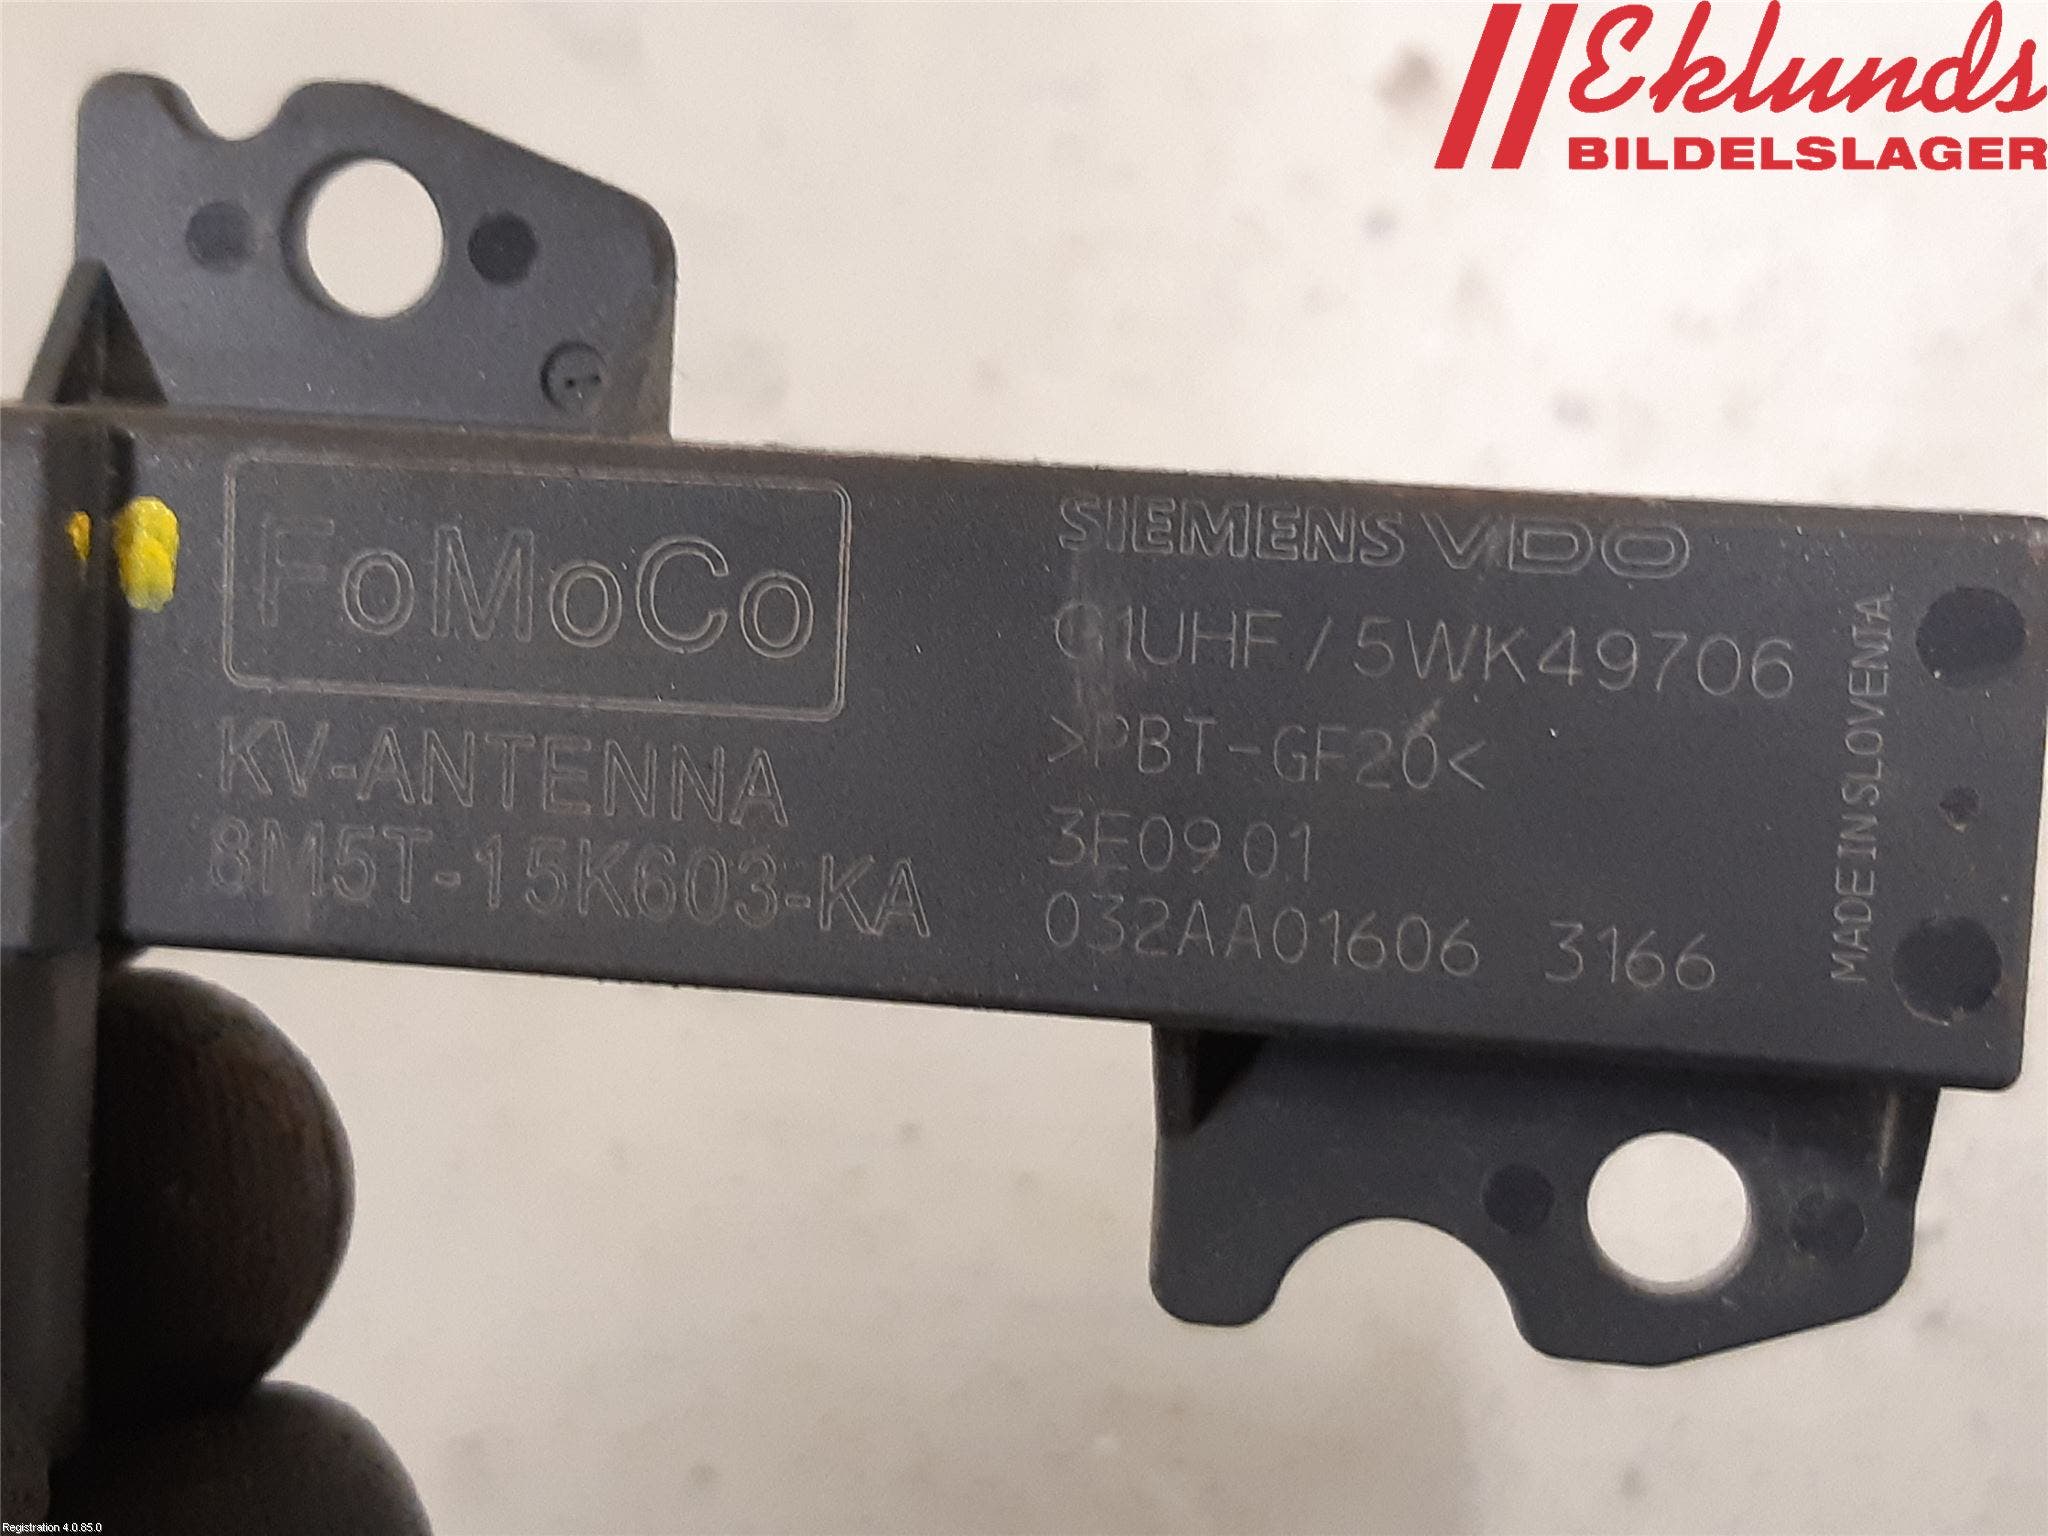 Eklunds
BILDELSLAGER
FoMoCo
KV-ANTENNA
8M5T-15K603-KA
SIEMENS VDO
G1UHF / 5WK49706
>PBT-GF20<
3E09 01
032AA01606 3166
MADE IN SLOVENIA
Registration 4.0.85.0